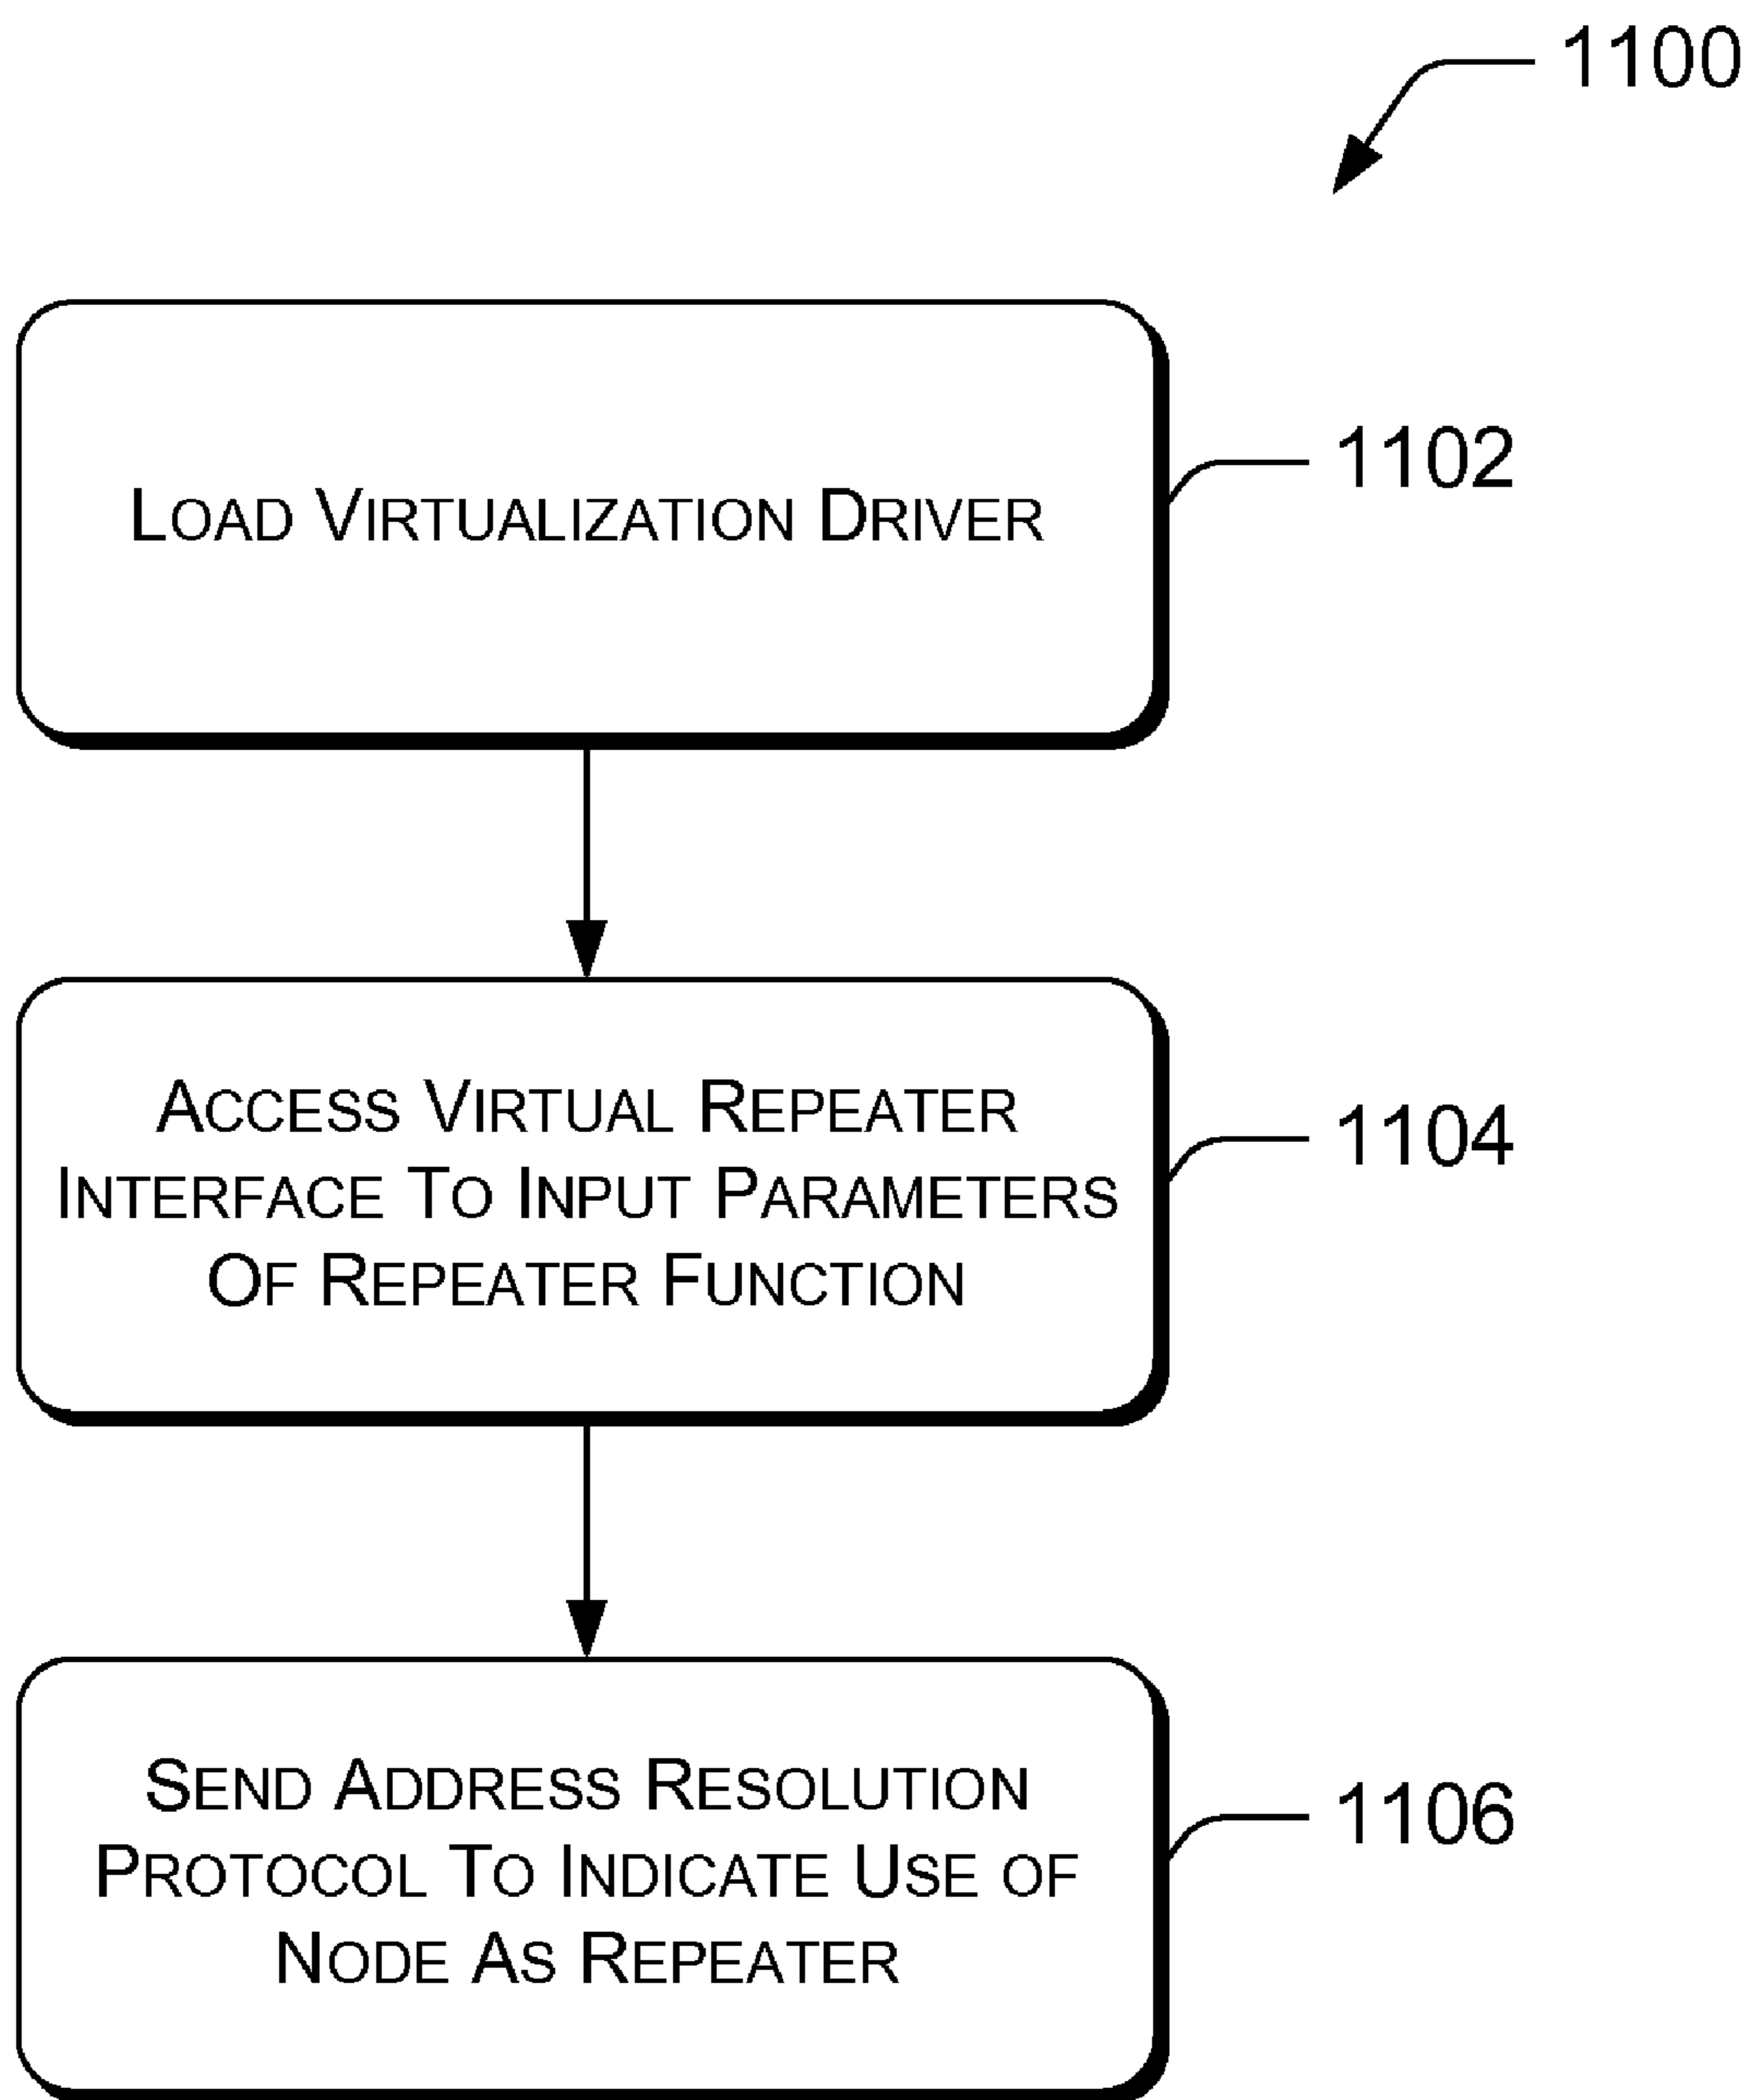 1100
LOAD VIRTUALIZATION DRIVER
1102
ACCESS VIRTUAL REPEATER
INTERFACE TO INPUT PARAMETERS
OF REPEATER FUNCTION
1104
SEND ADDRESS RESOLUTION
PROTOCOL TO INDICATE USE OF
NODE AS REPEATER
1106